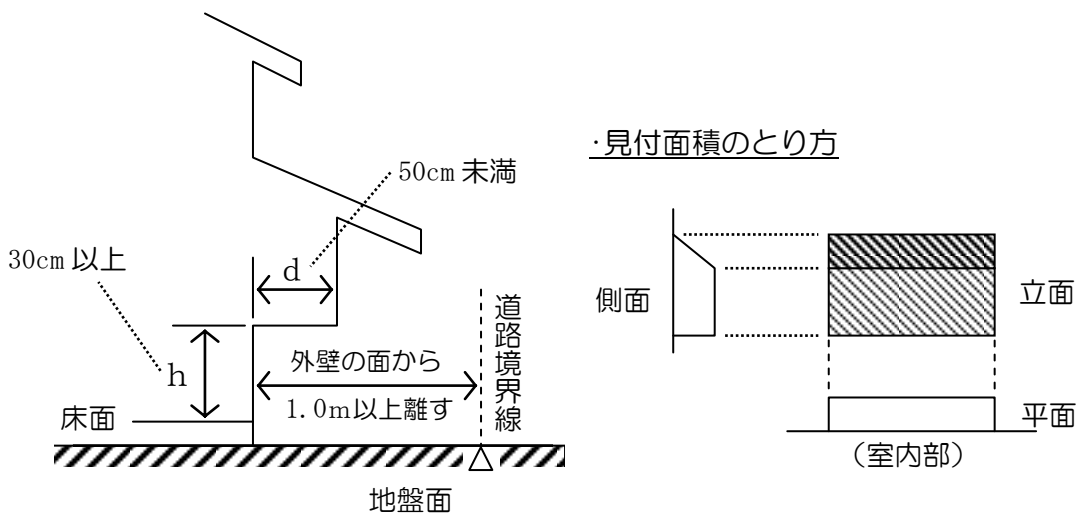 50cm 未満
30cm 以上
d
h
外壁の面から
1.0m以上離す
道路境界線
床面
地盤面
·見付面積のとり方
側面
立面
平面
（室内部）